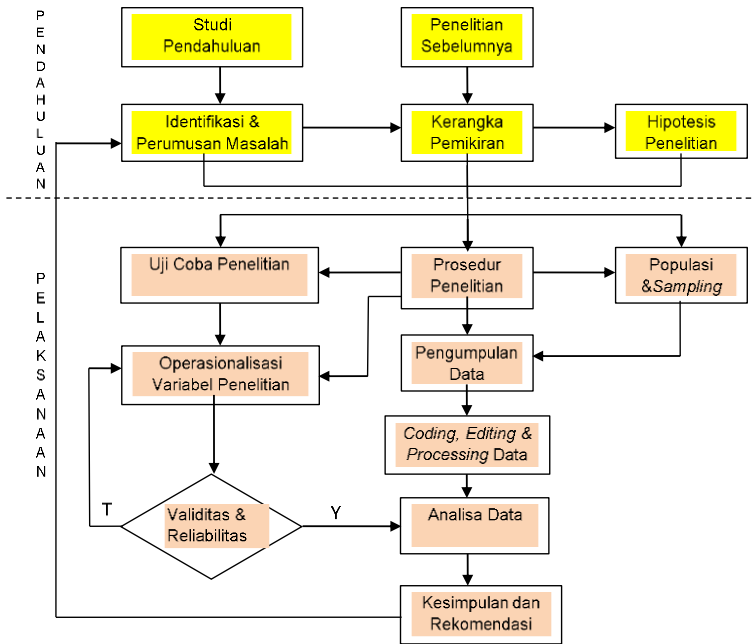 PENDAHULUAN
Studi
Pendahuluan
Penelitian
Sebelumnya
Identifikasi &
Perumusan Masalah
Kerangka
Pemikiran
Hipotesis
Penelitian
PELAKSANAAN
Uji Coba Penelitian
Prosedur
Penelitian
Populasi
&Sampling
Operasionalisasi
Variabel Penelitian
Pengumpulan
Data
Coding, Editing &
Processing Data
T
Validitas &
Reliabilitas
Y
Analisa Data
Kesimpulan dan
Rekomendasi